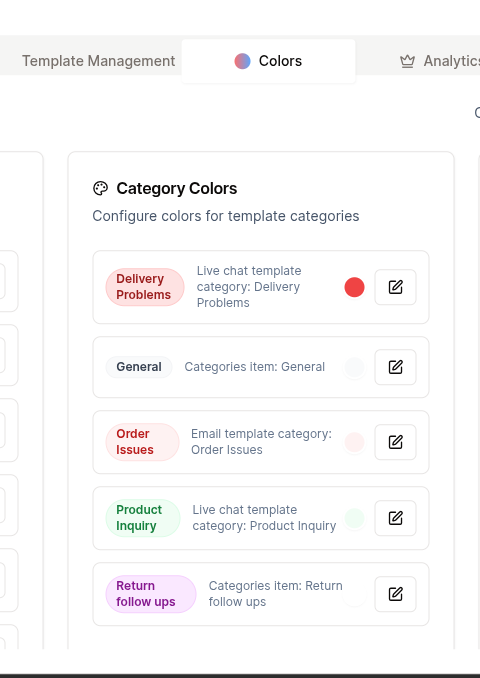 Template Management
Colors
Analytics
Category Colors
Configure colors for template categories
Delivery
Problems
Live chat template
category: Delivery
Problems
General
Categories item: General
Order
Issues
Email template category:
Order Issues
Product
Inquiry
Live chat template
category: Product Inquiry
Return
follow ups
Categories item: Return
follow ups